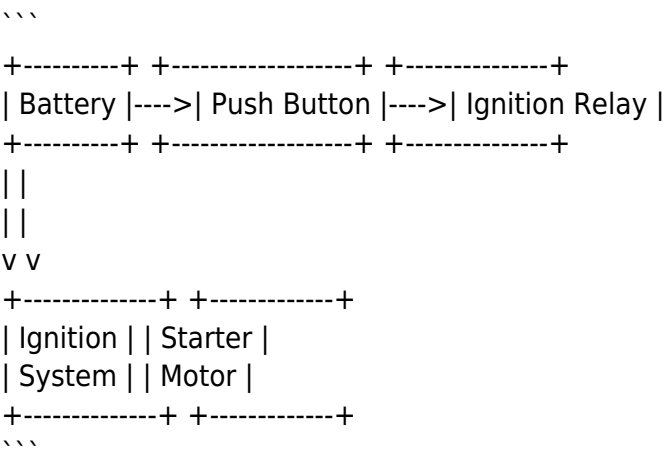 ```
+----------+ +-------------------+ +---------------+
| Battery |---->| Push Button |---->| Ignition Relay |
+----------+ +-------------------+ +---------------+
| |
| |
v v
+--------------+ +-------------+
| Ignition | | Starter |
| System | | Motor |
+--------------+ +-------------+
```